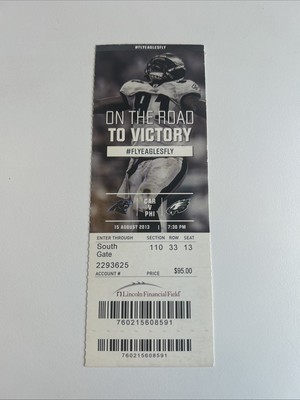 #FLYEAGLESFLY
ON THE ROAD
TO VICTORY
#FLYEAGLESFLY
CAR
V
PHI
15 AUGUST 2013 | 7:30 PM
ENTER THROUGH SECTION ROW SEAT
South Gate 110 33 13
2293625
ACCOUNT # PRICE $95.00
Lincoln Financial Field
760215608591
760215608591